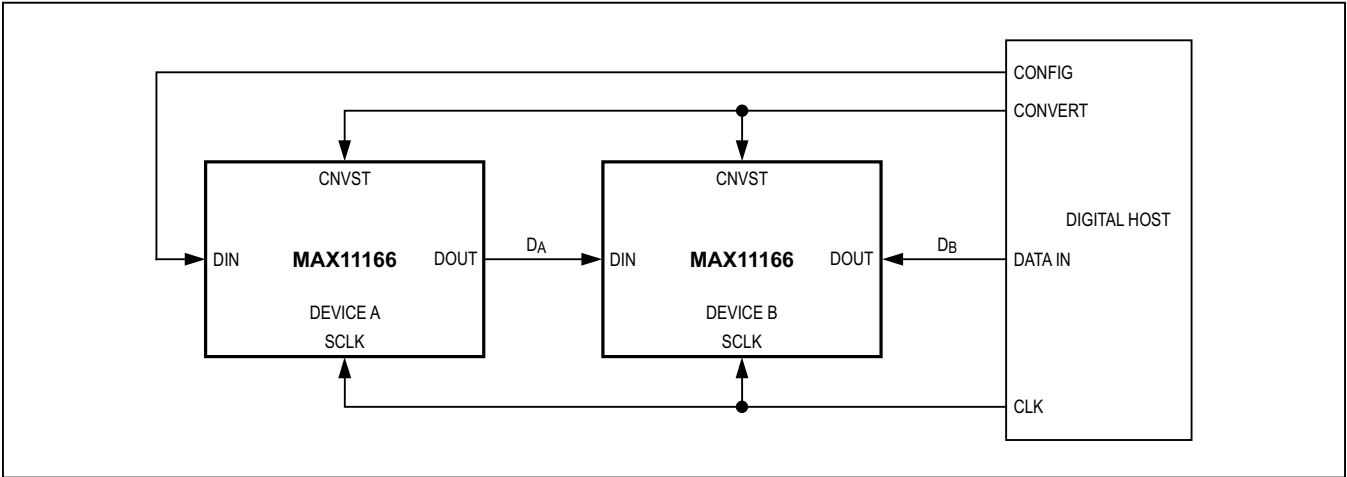 CONFIG
CONVERT
CNVST
CNVST
DIGITAL HOST
DIN
MAX11166
DOUT
DA
DIN
MAX11166
DOUT
DB
DATA IN
DEVICE A
DEVICE B
SCLK
SCLK
CLK